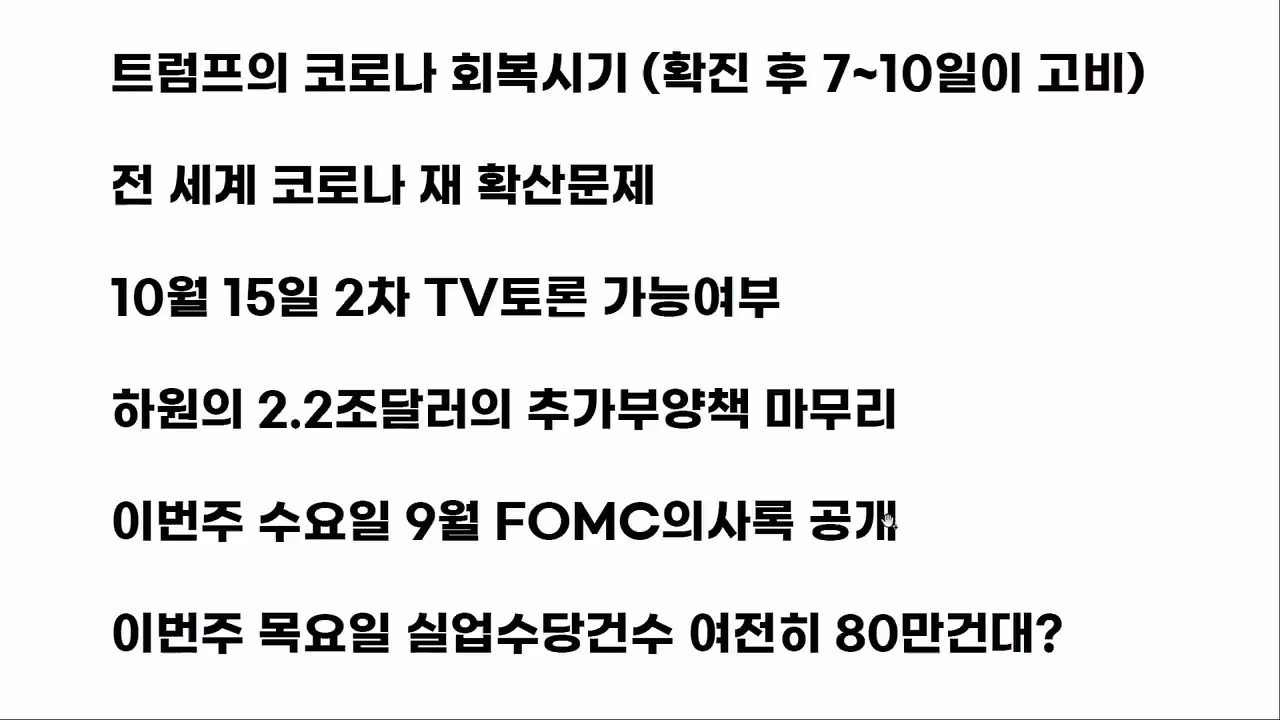 트럼프의 코로나 회복시기 (확진 후 7~10일이 고비)
전 세계 코로나 재 확산문제
10월 15일 2차 TV토론 가능여부
하원의 2.2조달러의 추가부양책 마무리
이번주 수요일 9월 FOMC의사록 공개
이번주 목요일 실업수당건수 여전히 80만건대?